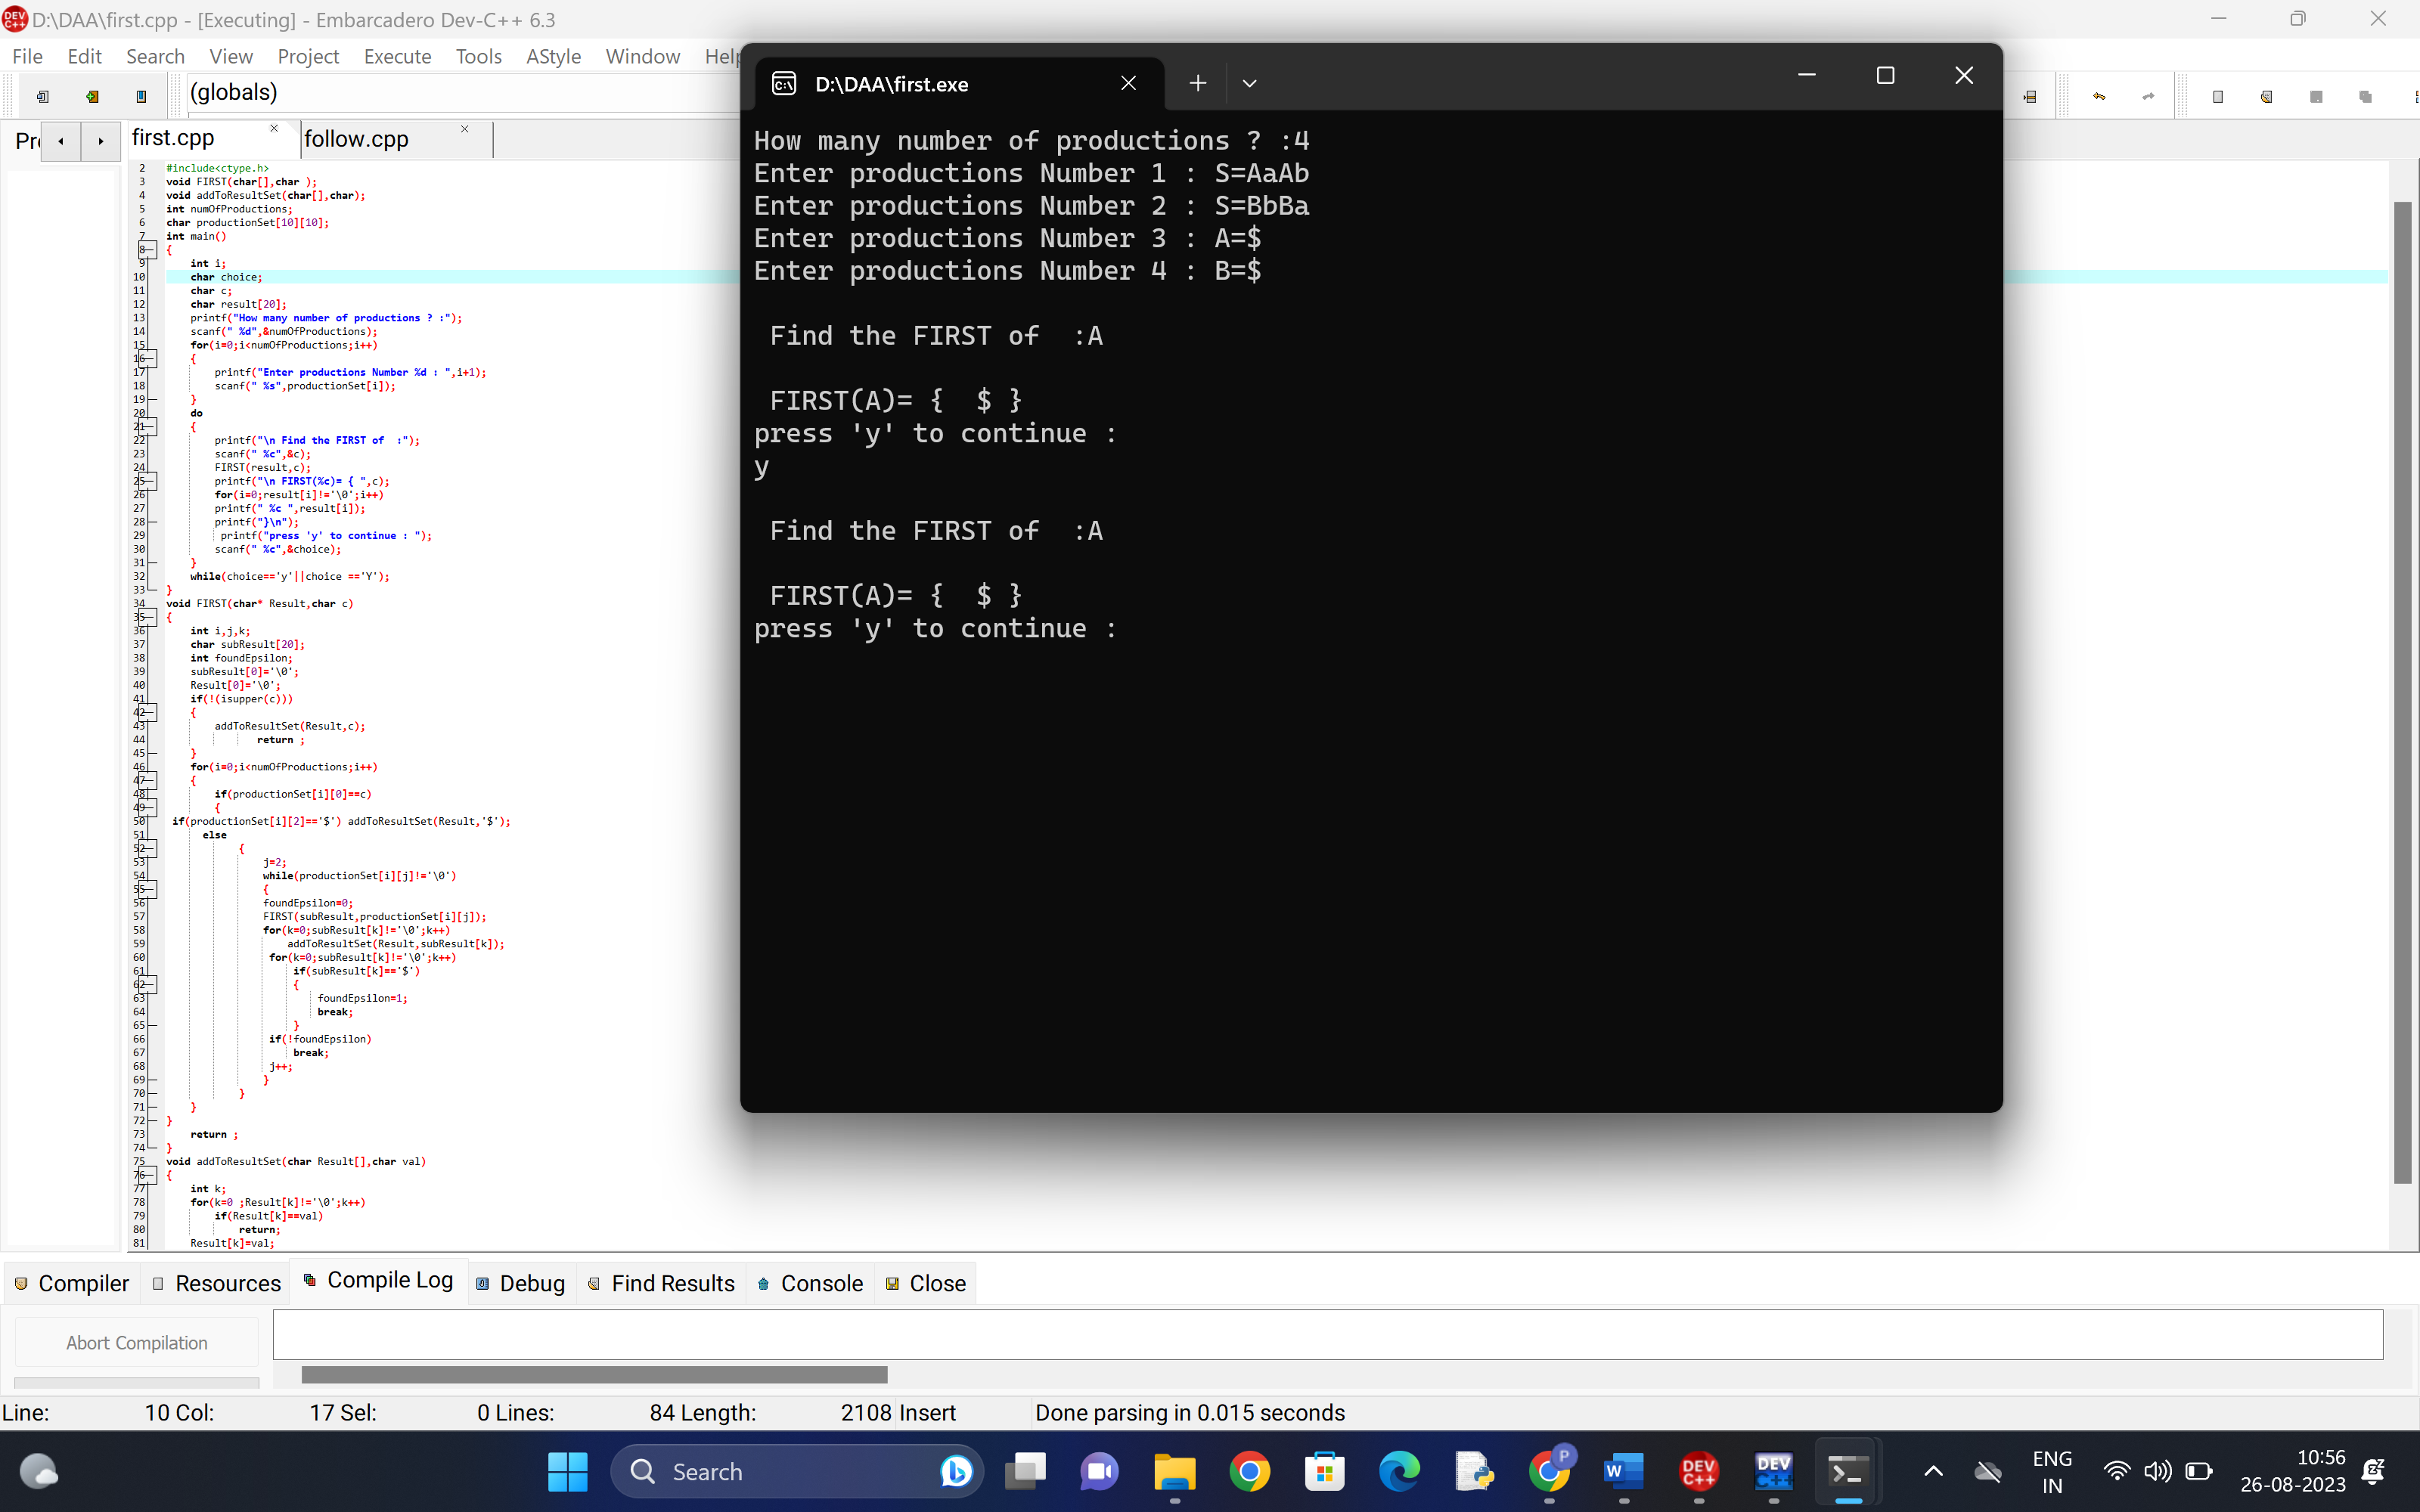 D:\DAA\first.cpp - [Executing] - Embarcadero Dev-C++ 6.3
File Edit Search View Project Execute Tools AStyle Window Help
(globals)
first.cpp
follow.cpp
2 #include<ctype.h>
3 void FIRST(char[],char );
4 void addToResultSet(char[],char);
5 int numOfProductions;
6 char productionSet[10][10];
7 int main()
8 {
9 int i;
10 char choice;
11 char c;
12 char result[20];
13 printf("How many number of productions ? :");
14 scanf(" %d",&numOfProductions);
15 for(i=0;i<numOfProductions;i++)
16 {
17 printf("Enter productions Number %d : ",i+1);
18 scanf(" %s",productionSet[i]);
19 }
20 do
21 {
22 printf("\n Find the FIRST of  :");
23 scanf(" %c",&c);
24 FIRST(result,c);
25 printf("\n FIRST(%c)= { ",c);
26 for(i=0;result[i]!='\0';i++)
27 printf(" %c ",result[i]);
28 printf("}\n");
29 printf("press 'y' to continue : ");
30 scanf(" %c",&choice);
31 }
32 while(choice=='y'||choice =='Y');
33 }
34 void FIRST(char* Result,char c)
35 {
36 int i,j,k;
37 char subResult[20];
38 int foundEpsilon;
39 subResult[0]='\0';
40 Result[0]='\0';
41 if(!(isupper(c)))
42 {
43 addToResultSet(Result,c);
44 return ;
45 }
46 for(i=0;i<numOfProductions;i++)
47 {
48 if(productionSet[i][0]==c)
49 {
50 if(productionSet[i][2]=='$') addToResultSet(Result,'$');
51 else
52 {
53 j=2;
54 while(productionSet[i][j]!='\0')
55 {
56 foundEpsilon=0;
57 FIRST(subResult,productionSet[i][j]);
58 for(k=0;subResult[k]!='\0';k++)
59 addToResultSet(Result,subResult[k]);
60 for(k=0;subResult[k]!='\0';k++)
61 if(subResult[k]=='$')
62 {
63 foundEpsilon=1;
64 break;
65 }
66 if(!foundEpsilon)
67 break;
68 j++;
69 }
70 }
71 }
72 }
73 return ;
74 }
75 void addToResultSet(char Result[],char val)
76 {
77 int k;
78 for(k=0 ;Result[k]!='\0';k++)
79 if(Result[k]==val)
80 return;
81 Result[k]=val;
D:\DAA\first.exe
How many number of productions ? :4
Enter productions Number 1 : S=AaAb
Enter productions Number 2 : S=BbBa
Enter productions Number 3 : A=$
Enter productions Number 4 : B=$
Find the FIRST of  :A
FIRST(A)= {  $ }
press 'y' to continue :
y
Find the FIRST of  :A
FIRST(A)= {  $ }
press 'y' to continue :
Compiler Resources Compile Log Debug Find Results Console Close
Abort Compilation
Line: 10 Col: 17 Sel: 0 Lines: 84 Length: 2108 Insert Done parsing in 0.015 seconds
Search
ENG
IN
10:56
26-08-2023